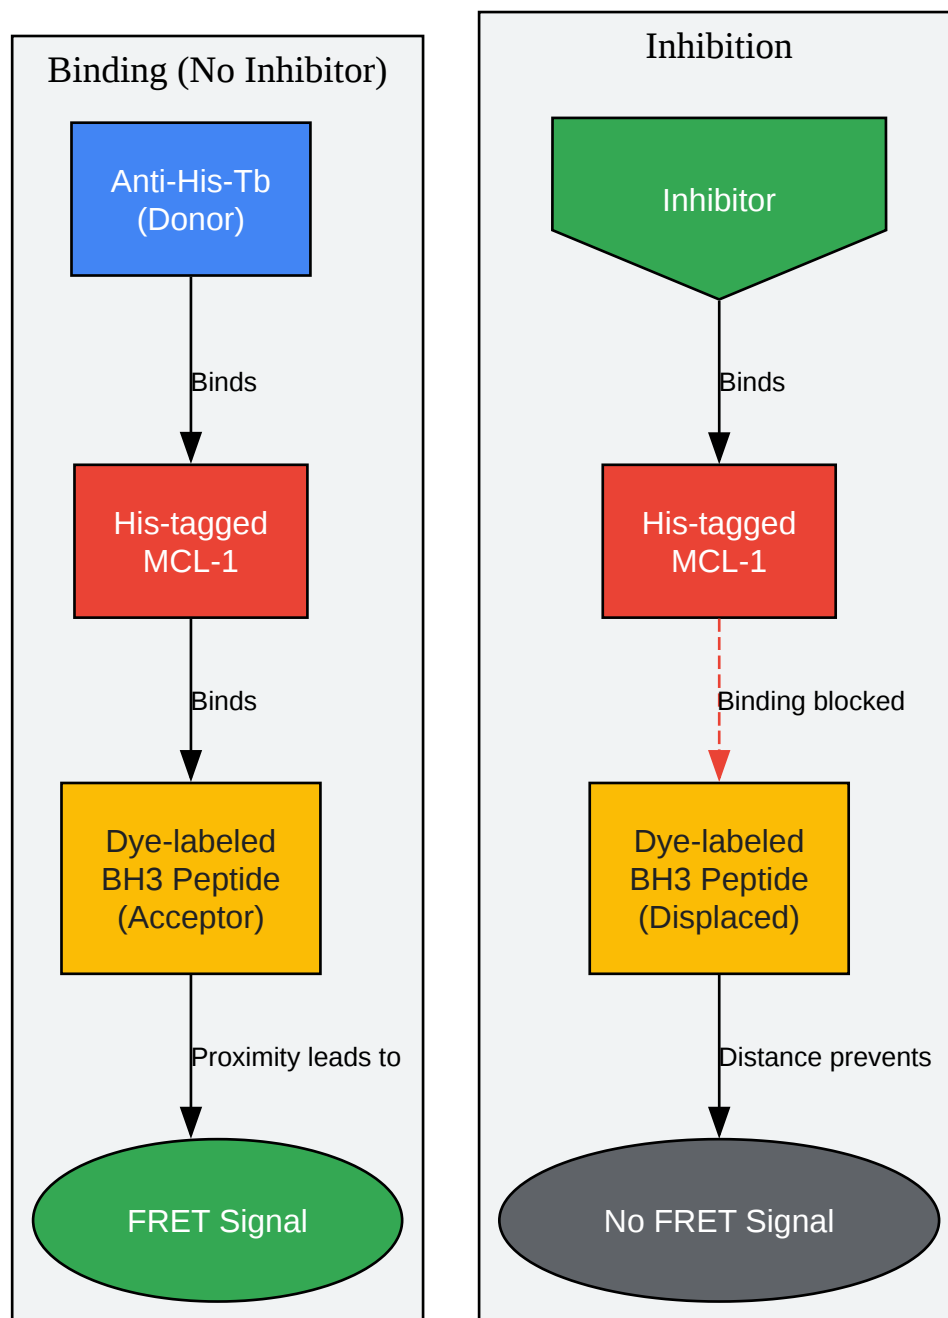 Binding (No Inhibitor)
Anti-His-Tb
(Donor)
Binds
His-tagged
MCL-1
Binds
Dye-labeled
BH3 Peptide
(Acceptor)
Proximity leads to
FRET Signal
Inhibition
Inhibitor
Binds
His-tagged
MCL-1
Binding blocked
Dye-labeled
BH3 Peptide
(Displaced)
Distance prevents
No FRET Signal